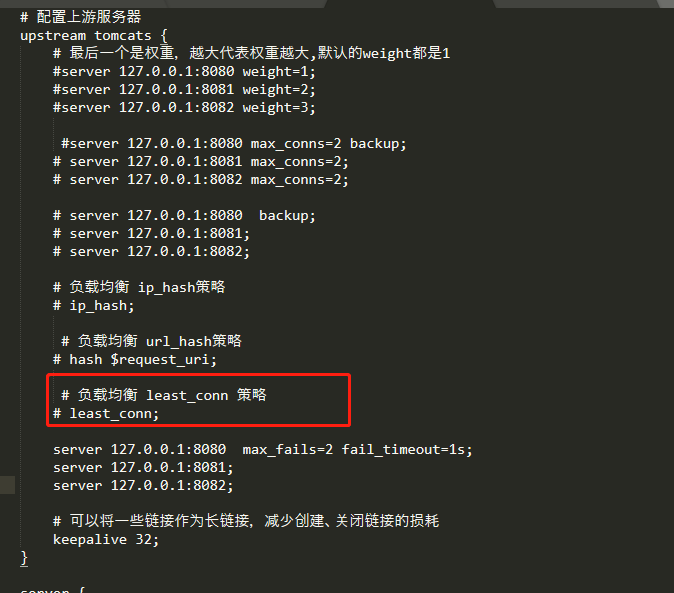 # 配置上游服务器
upstream tomcats {
# 最后一个是权重, 越大代表权重越大,默认的weight都是1
#server 127.0.0.1:8080 weight=1;
#server 127.0.0.1:8081 weight=2;
#server 127.0.0.1:8082 weight=3;
#server 127.0.0.1:8080 max_conns=2 backup;
# server 127.0.0.1:8081 max_conns=2;
# server 127.0.0.1:8082 max_conns=2;
# server 127.0.0.1:8080  backup;
# server 127.0.0.1:8081;
# server 127.0.0.1:8082;
# 负载均衡 ip_hash策略
# ip_hash;
# 负载均衡 url_hash策略
# hash $request_uri;
# 负载均衡 least_conn 策略
# least_conn;
server 127.0.0.1:8080  max_fails=2 fail_timeout=1s;
server 127.0.0.1:8081;
server 127.0.0.1:8082;
# 可以将一些链接作为长链接, 减少创建、关闭链接的损耗
keepalive 32;
}
server {